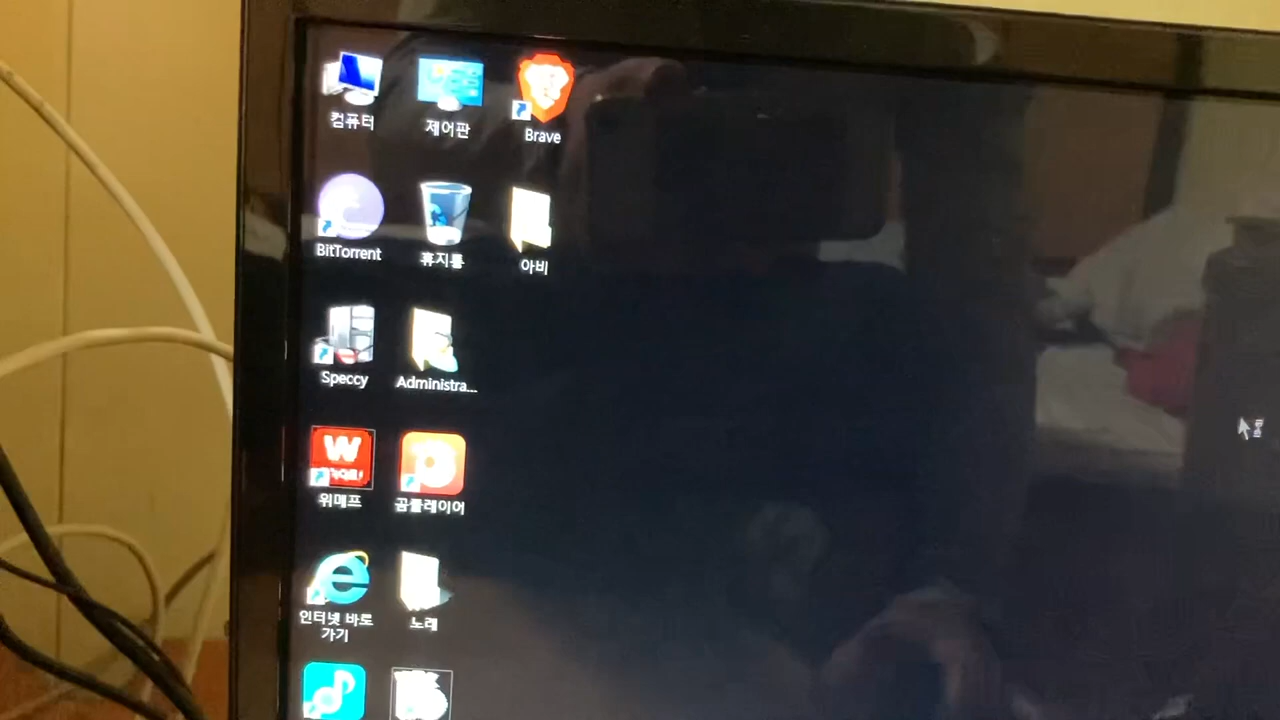 컴퓨터
제어판
Brave
BitTorrent
휴지통
아비
Speccy
Administra...
W
위메프
곰플레이어
인터넷 바로
가기
노래